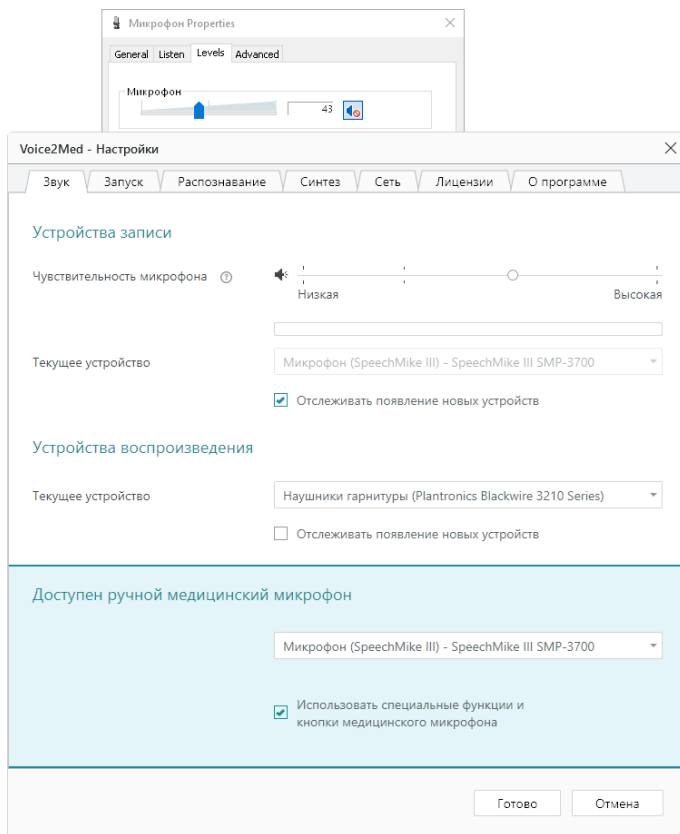 Микрофон Properties
General Listen Levels Advanced
Микрофон
43
Voice2Med - Настройки
Звук Запуск Распознавание Синтез Сеть Лицензии О программе
Устройства записи
Чувствительность микрофона ?
Низкая Высокая
Текущее устройство Микрофон (SpeechMike III) - SpeechMike III SMP-3700
Отслеживать появление новых устройств
Устройства воспроизведения
Текущее устройство Наушники гарнитуры (Plantronics Blackwire 3210 Series)
Отслеживать появление новых устройств
Доступен ручной медицинский микрофон
Микрофон (SpeechMike III) - SpeechMike III SMP-3700
Использовать специальные функции и
кнопки медицинского микрофона
Готово Отмена